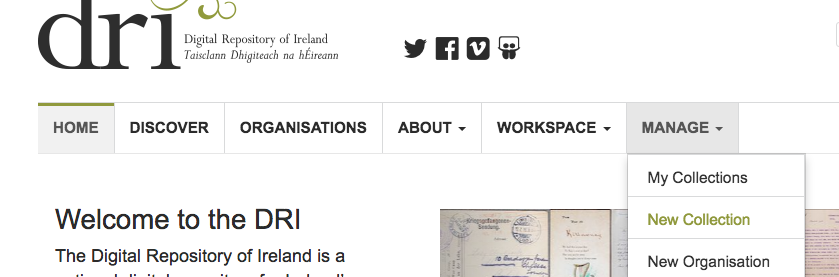 dri
Digital Repository of Ireland
Taisclann Dhigiteach na hÉireann
HOME DISCOVER ORGANISATIONS ABOUT WORKSPACE MANAGE
My Collections
New Collection
New Organisation
Welcome to the DRI
The Digital Repository of Ireland is a